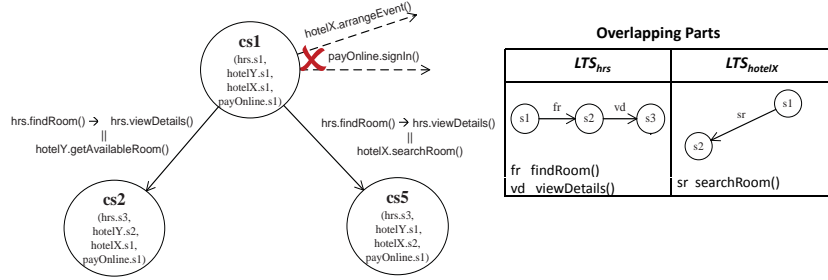 hotelX.arrangeEvent()
payOnline.signIn()
cs1
(hrs.s1,
hotelY.s1,
hotelX.s1,
payOnline.s1)
hrs.findRoom() → hrs.viewDetails()
||
hotelY.getAvailableRoom()
hrs.findRoom() → hrs.viewDetails()
||
hotelX.searchRoom()
cs2
(hrs.s3,
hotelY.s2,
hotelX.s1,
payOnline.s1)
cs5
(hrs.s3,
hotelY.s1,
hotelX.s2,
payOnline.s1)
Overlapping Parts
LTShrs
LTShotelX
s1
fr
s2
vd
s3
fr findRoom()
vd viewDetails()
s1
sr
s2
sr searchRoom()